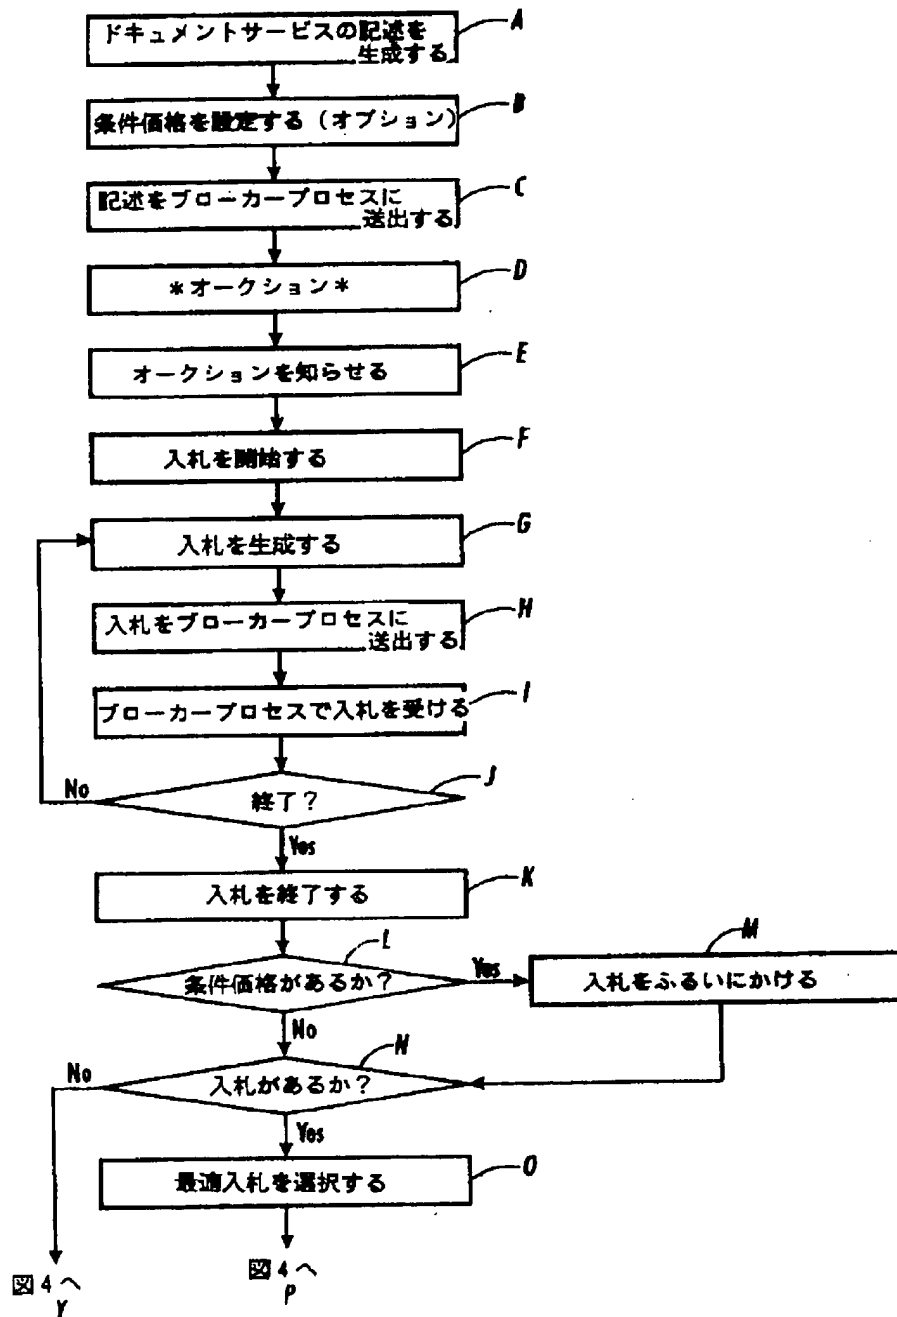 ドキュメントサービスの記述を
生成する
A
条件価格を設定する（オプション）
B
記述をブローカープロセスに
送出する
C
＊オークション＊
D
オークションを知らせる
E
入札を開始する
F
入札を生成する
G
入札をブローカープロセスに
送出する
H
ブローカープロセスで入札を受ける
I
終了？
J
No
Yes
入札を終了する
K
条件価格があるか？
L
Yes
入札をふるいにかける
M
No
入札があるか？
N
No
Yes
最適入札を選択する
O
図4へ
Y
図4へ
P